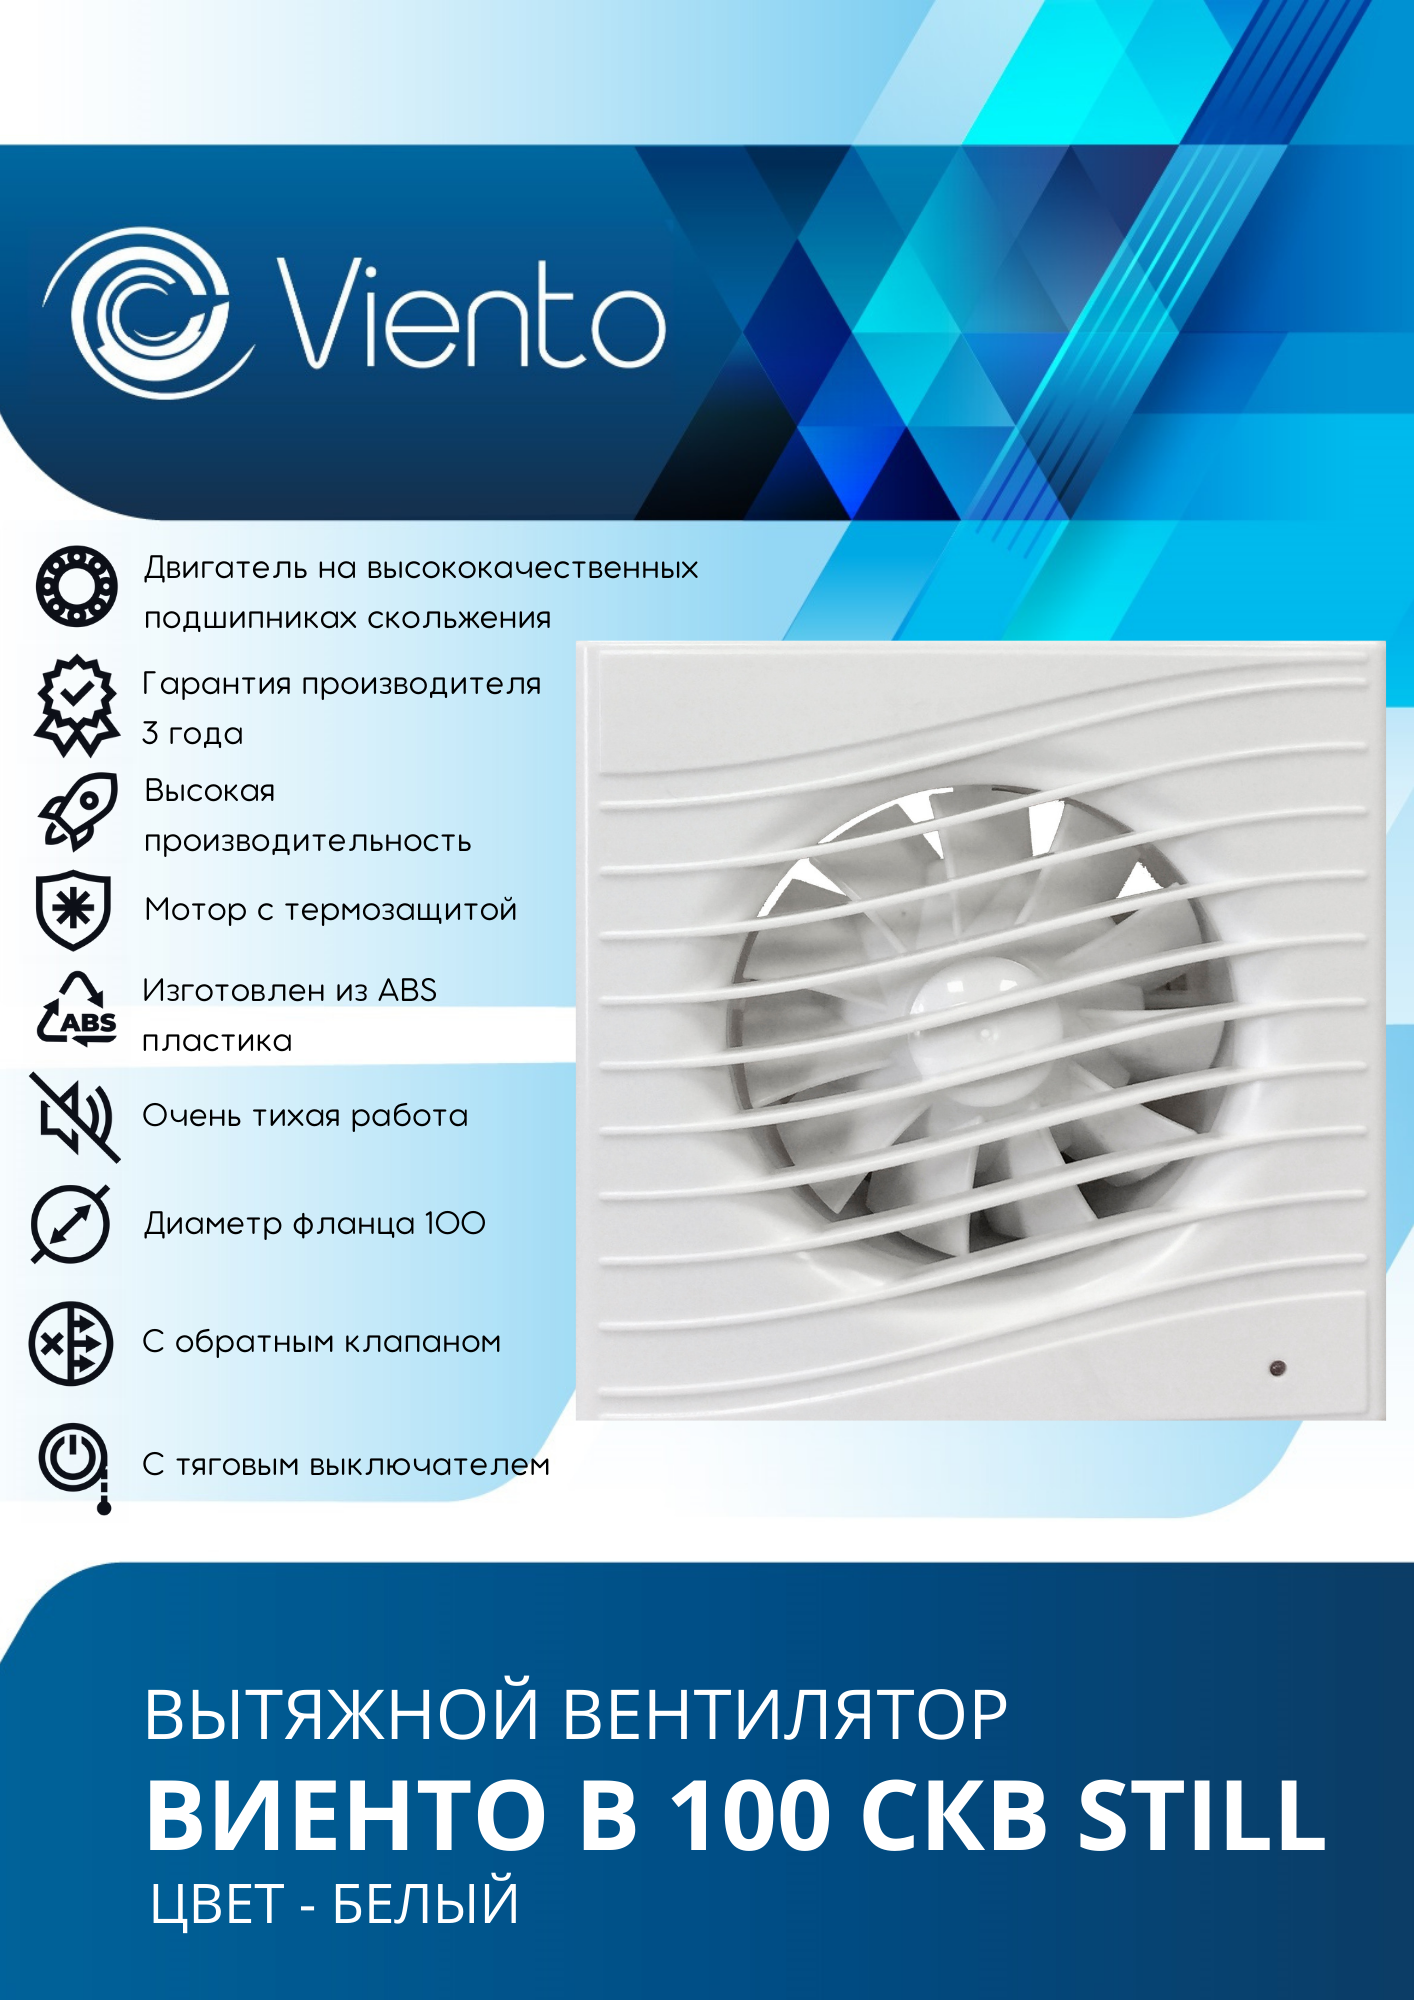 Viento
Двигатель на высококачественных
подшипниках скольжения
Гарантия производителя
3 года
Высокая
производительность
Мотор с термозащитой
Изготовлен из ABS
пластика
ABS
Очень тихая работа
Диаметр фланца 100
С обратным клапаном
С тяговым выключателем
ВЫТЯЖНОЙ ВЕНТИЛЯТОР
ВИЕНТО В 100 СКВ STILL
ЦВЕТ - БЕЛЫЙ